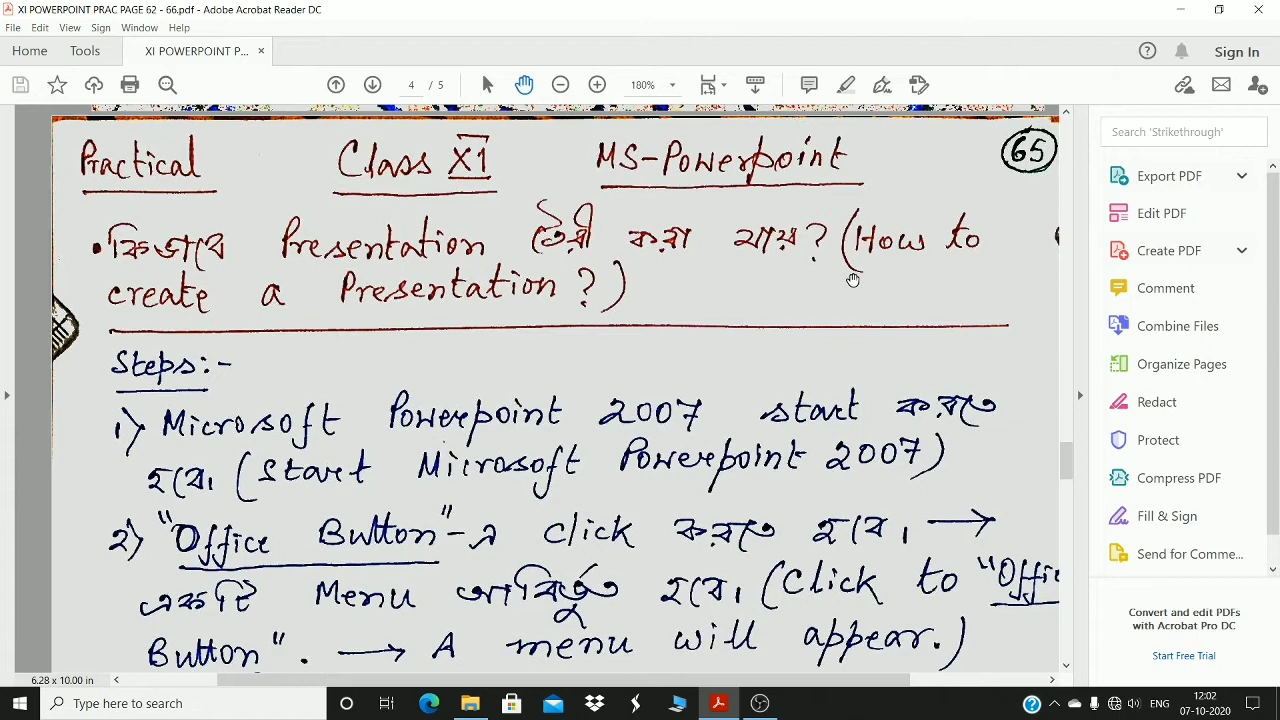 XI POWERPOINT PRAC PAGE 62 - 66.pdf - Adobe Acrobat Reader DC
File Edit View Sign Window Help
Home Tools XI POWERPOINT P... × Sign In
4 / 5 180%
Practical Class XI MS-Powerpoint 65
• কিভাবে Presentation তৈরী করা যায়? (How to
create a Presentation?)
Steps:-
১) Microsoft Powerpoint 2007 start করতে
হবে। (Start Microsoft Powerpoint 2007)
২) "Office Button"-এ click করতে হবে। →
একটি Menu আবির্ভূত হবে। (Click to "Offic
Button". → A menu will appear.)
Search 'Strikethrough'
Export PDF
Edit PDF
Create PDF
Comment
Combine Files
Organize Pages
Redact
Protect
Compress PDF
Fill & Sign
Send for Comme...
Convert and edit PDFs
with Acrobat Pro DC
Start Free Trial
6.28 x 10.00 in
Type here to search
ENG
12:02
07-10-2020